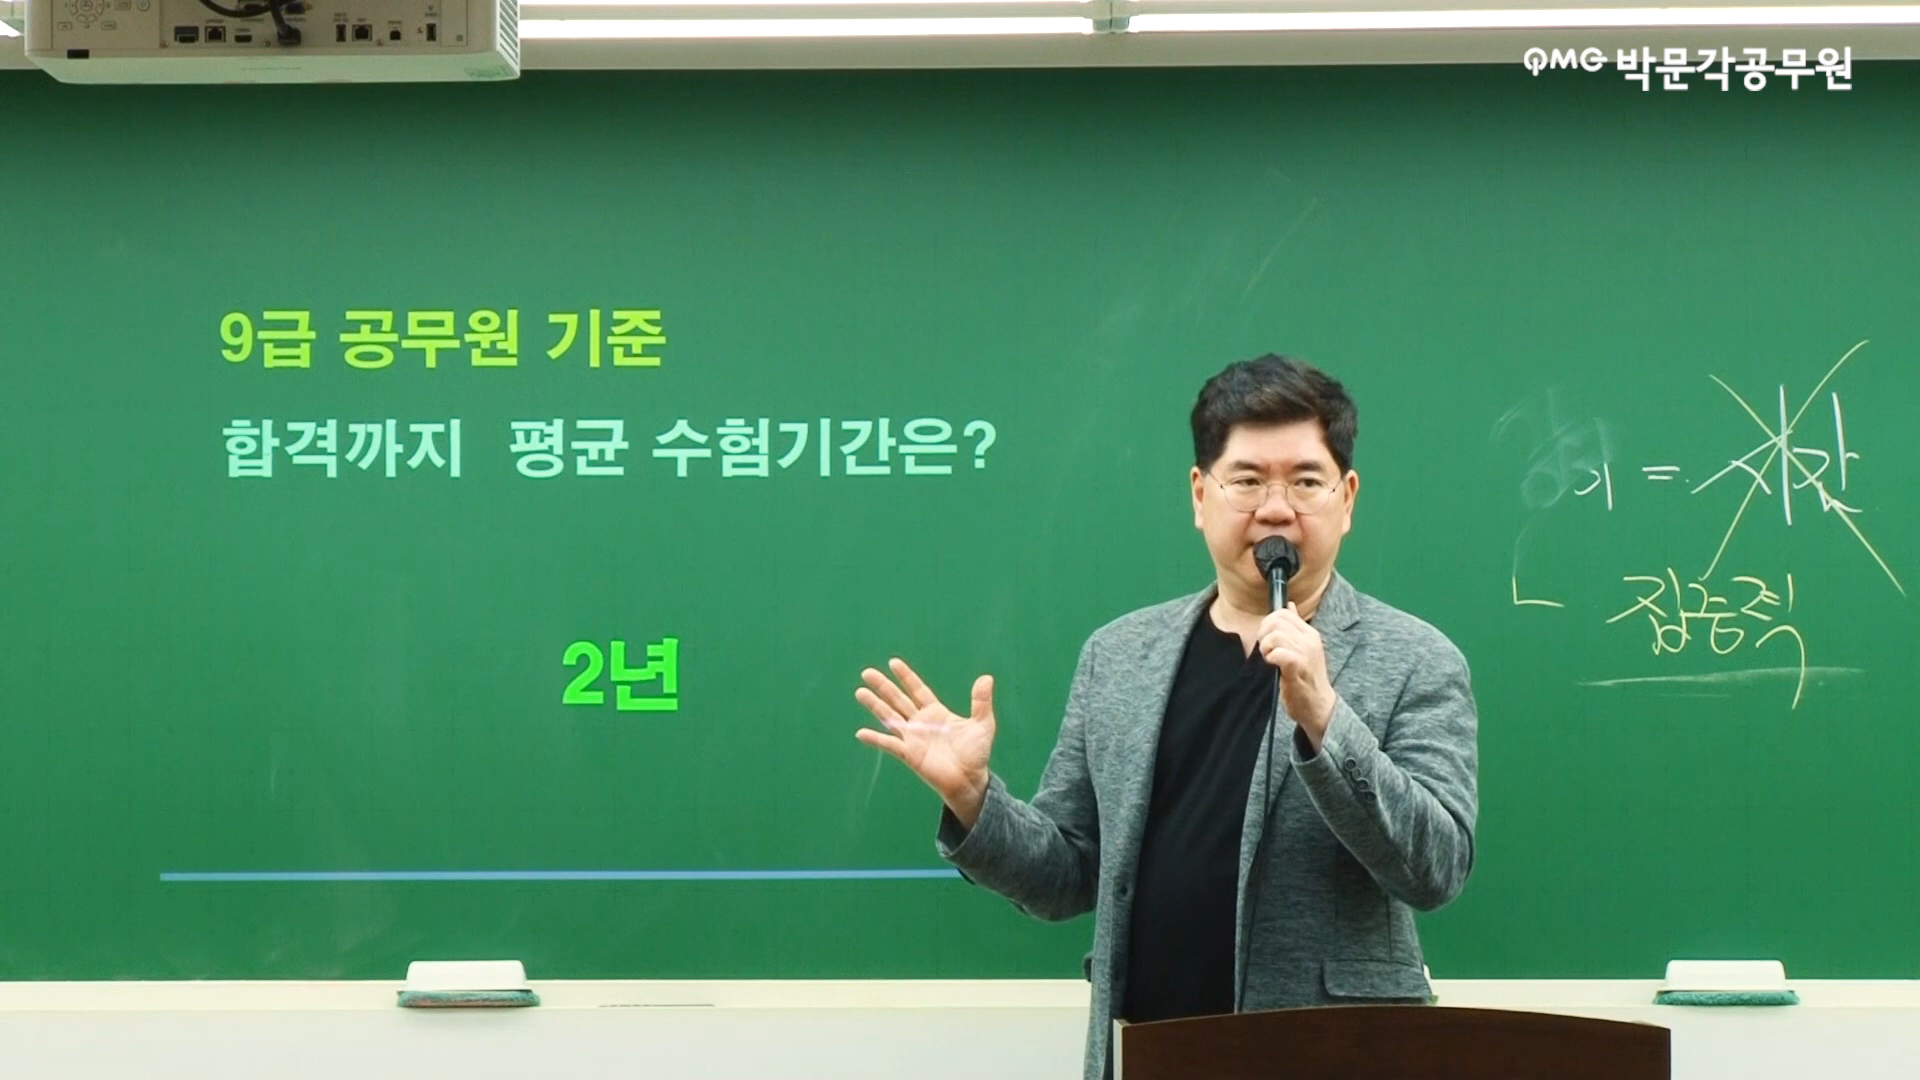 PMG 박문각공무원
9급 공무원 기준
합격까지 평균 수험기간은?
2년
= 시간
집중력